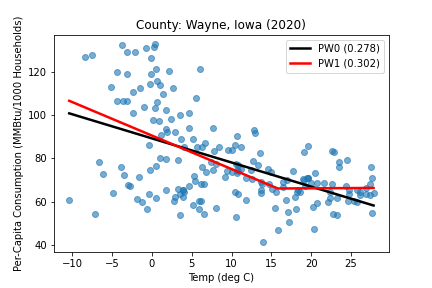 County: Wayne, Iowa (2020)
PW0 (0.278)
PW1 (0.302)
Per-Capita Consumption (MMBtu/1000 Households)
120
100
80
60
40
−10 −5 0 5 10 15 20 25
Temp (deg C)